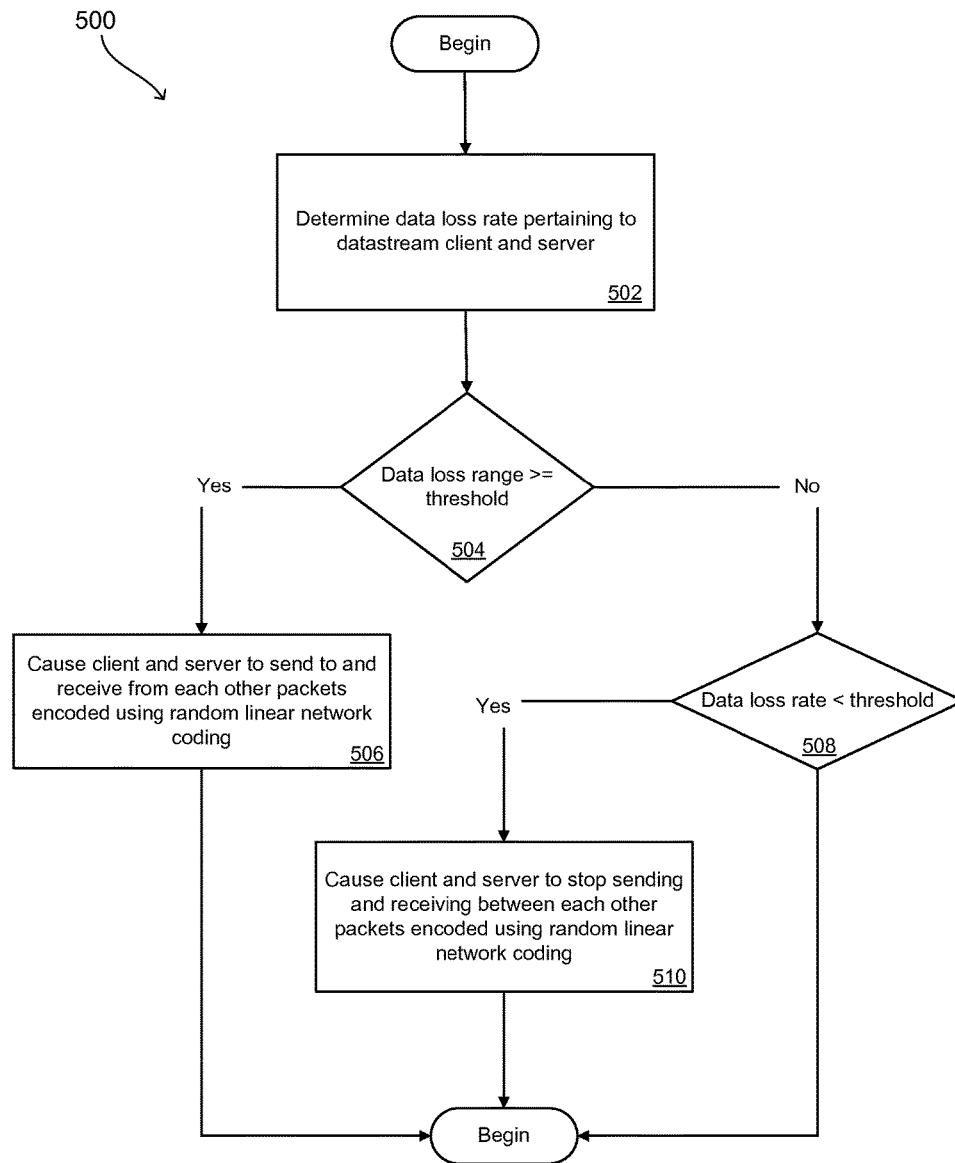 500
Begin
Determine data loss rate pertaining to
datastream client and server
502
Data loss range >=
threshold
504
Yes
No
Cause client and server to send to and
receive from each other packets
encoded using random linear network
coding
506
Data loss rate < threshold
508
Yes
Cause client and server to stop sending
and receiving between each other
packets encoded using random linear
network coding
510
Begin